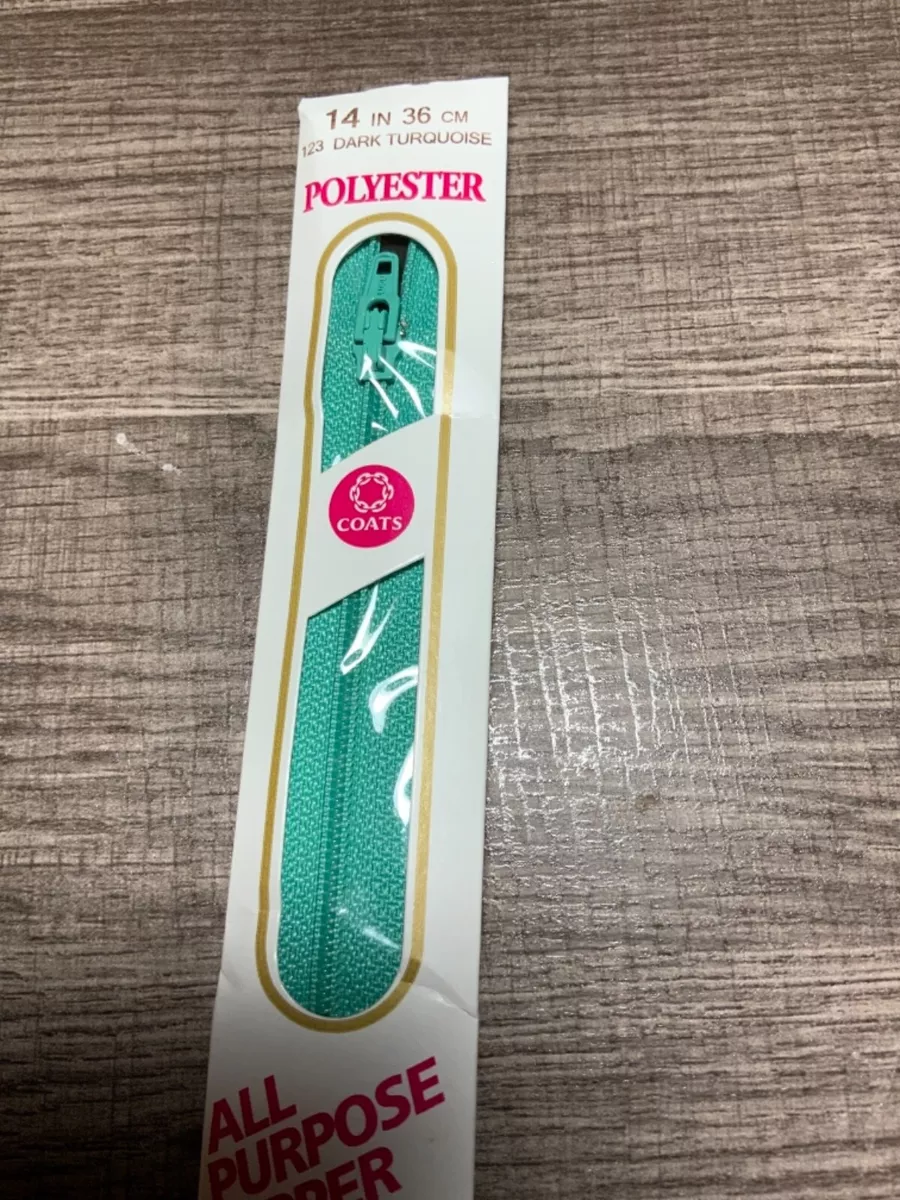 14 IN 36 CM
123 DARK TURQUOISE
POLYESTER
COATS
ALL
PURPOSE